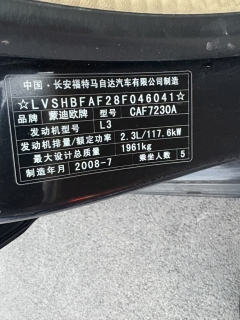 中国·长安福特马自达汽车有限公司制造
☆LVSHBFAF28F046041☆
品牌 蒙迪欧牌 型号 CAF7230A
发动机型号 L3
发动机排量/额定功率 2.3L/117.6kW
最大设计总质量 1961kg
制造年月 2008-7 乘坐人数 5